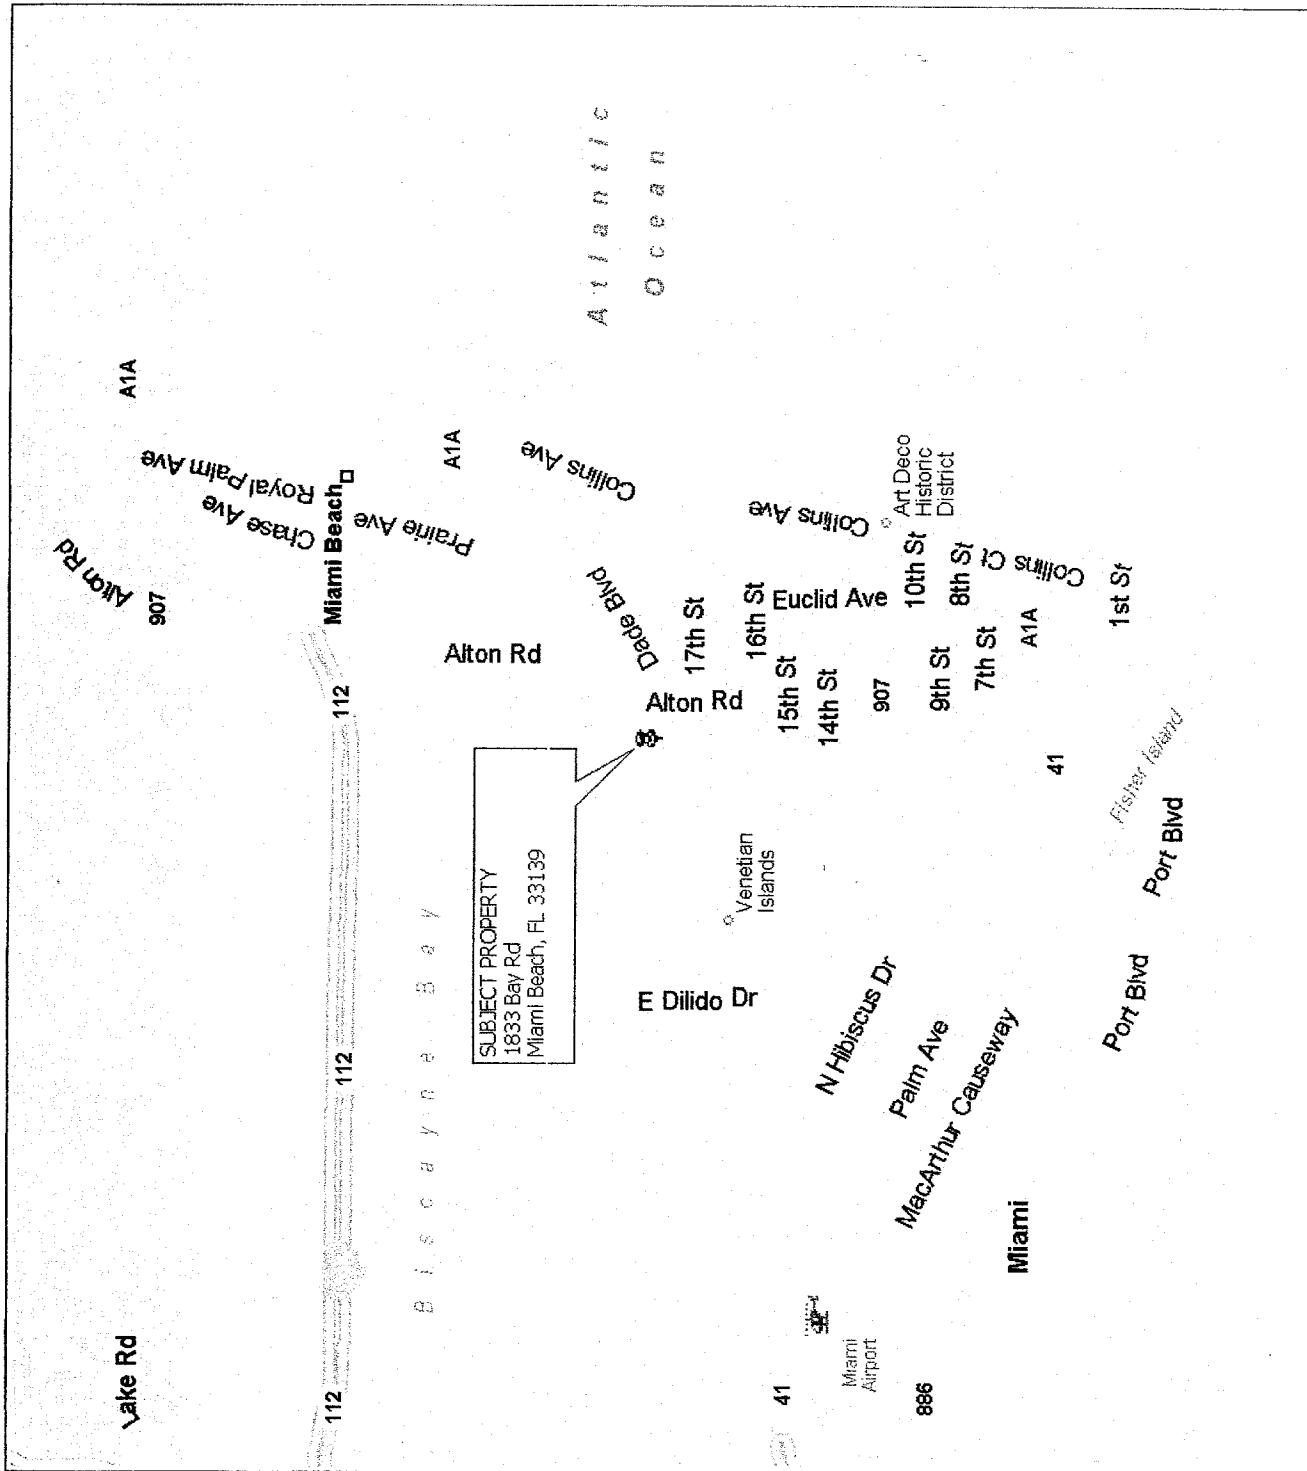 Lake Rd
Alton Rd
907
Chase Ave
Royal Palm Ave
A1A
112
112
112
Miami Beach
Prairie Ave
A1A
Biscayne Bay
Alton Rd
Collins Ave
Atlantic
Ocean
SUBJECT PROPERTY
1833 Bay Rd
Miami Beach, FL 33139
Dade Blvd
E Dilido Dr
Alton Rd
17th St
Venetian
Islands
16th St
15th St
14th St
Euclid Ave
Collins Ave
41
Miami
Airport
N Hibiscus Dr
907
Art Deco
Historic
District
10th St
886
Palm Ave
9th St
8th St
MacArthur Causeway
7th St
Collins Ct
Miami
A1A
41
Port Blvd
Fisher Island
1st St
Port Blvd